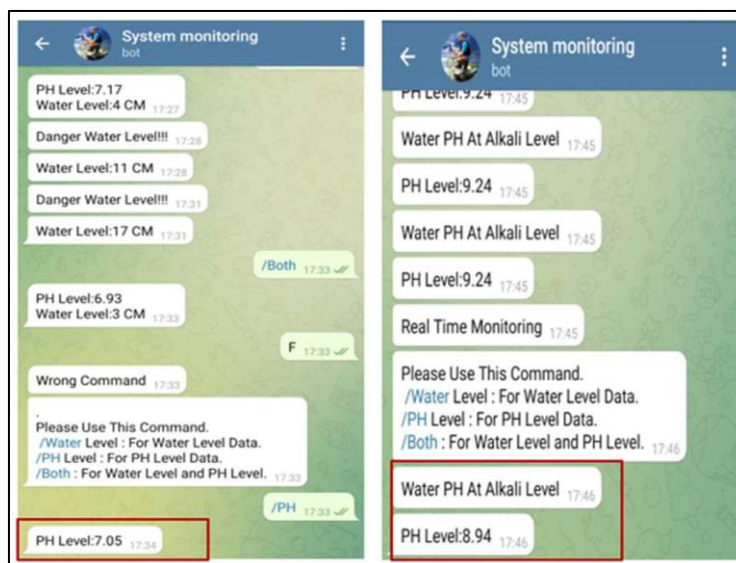 System monitoring
bot
PH Level:7.17
Water Level:4 CM 17:27
Danger Water Level!!! 17:28
Water Level:11 CM 17:28
Danger Water Level!!! 17:31
Water Level:17 CM 17:31
/Both 17:33
PH Level:6.93
Water Level:3 CM 17:33
F 17:33
Wrong Command 17:33
.
Please Use This Command.
/Water Level : For Water Level Data.
/PH Level : For PH Level Data.
/Both : For Water Level and PH Level. 17:33
/PH 17:33
PH Level:7.05 17:34
System monitoring
bot
PH Level:9.24 17:45
Water PH At Alkali Level 17:45
PH Level:9.24 17:45
Water PH At Alkali Level 17:45
PH Level:9.24 17:45
Real Time Monitoring 17:45
Please Use This Command.
/Water Level : For Water Level Data.
/PH Level : For PH Level Data.
/Both : For Water Level and PH Level. 17:46
Water PH At Alkali Level 17:46
PH Level:8.94 17:46